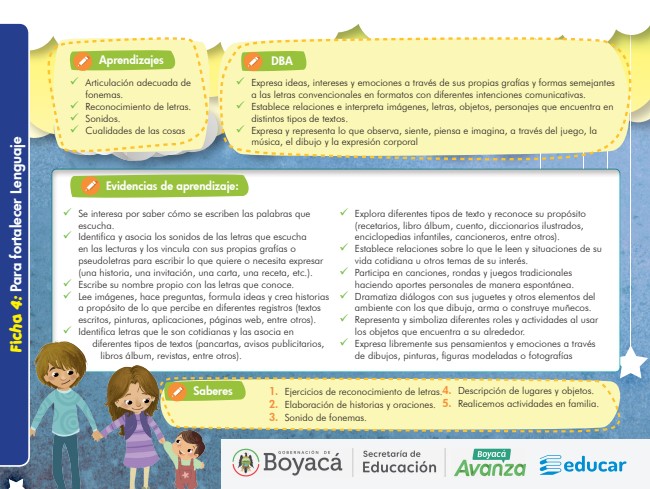 Ficha 4: Para fortalecer Lenguaje
Aprendizajes
Articulación adecuada de
fonemas.
Reconocimiento de letras.
Sonidos.
Cualidades de las cosas
DBA
Expresa ideas, intereses y emociones a través de sus propias grafías y formas semejantes
a las letras convencionales en formatos con diferentes intenciones comunicativas.
Establece relaciones e interpreta imágenes, letras, objetos, personajes que encuentra en
distintos tipos de textos.
Expresa y representa lo que observa, siente, piensa e imagina, a través del juego, la
música, el dibujo y la expresión corporal
Evidencias de aprendizaje:
Se interesa por saber cómo se escriben las palabras que
escucha.
Identifica y asocia los sonidos de las letras que escucha
en las lecturas y los vincula con sus propias grafías o
pseudoletras para escribir lo que quiere o necesita expresar
(una historia, una invitación, una carta, una receta, etc.).
Escribe su nombre propio con las letras que conoce.
Lee imágenes, hace preguntas, formula ideas y crea historias
a propósito de lo que percibe en diferentes registros (textos
escritos, pinturas, aplicaciones, páginas web, entre otros).
Identifica letras que le son cotidianas y las asocia en
diferentes tipos de textos (pancartas, avisos publicitarios,
libros álbum, revistas, entre otros).
Explora diferentes tipos de texto y reconoce su propósito
(recetarios, libro álbum, cuento, diccionarios ilustrados,
enciclopedias infantiles, cancioneros, entre otros).
Establece relaciones sobre lo que le leen y situaciones de su
vida cotidiana u otros temas de su interés.
Participa en canciones, rondas y juegos tradicionales
haciendo aportes personales de manera espontánea.
Dramatiza diálogos con sus juguetes y otros elementos del
ambiente con los que dibuja, arma o construye muñecos.
Representa y simboliza diferentes roles y actividades al usar
los objetos que encuentra a su alrededor.
Expresa libremente sus pensamientos y emociones a través
de dibujos, pinturas, figuras modeladas o fotografías
Saberes
1. Ejercicios de reconocimiento de letras.
2. Elaboración de historias y oraciones.
3. Sonido de fonemas.
4. Descripción de lugares y objetos.
5. Realicemos actividades en familia.
GOBERNACIÓN DE
Boyacá
Secretaría de
Educación
Boyacá
Avanza
educar